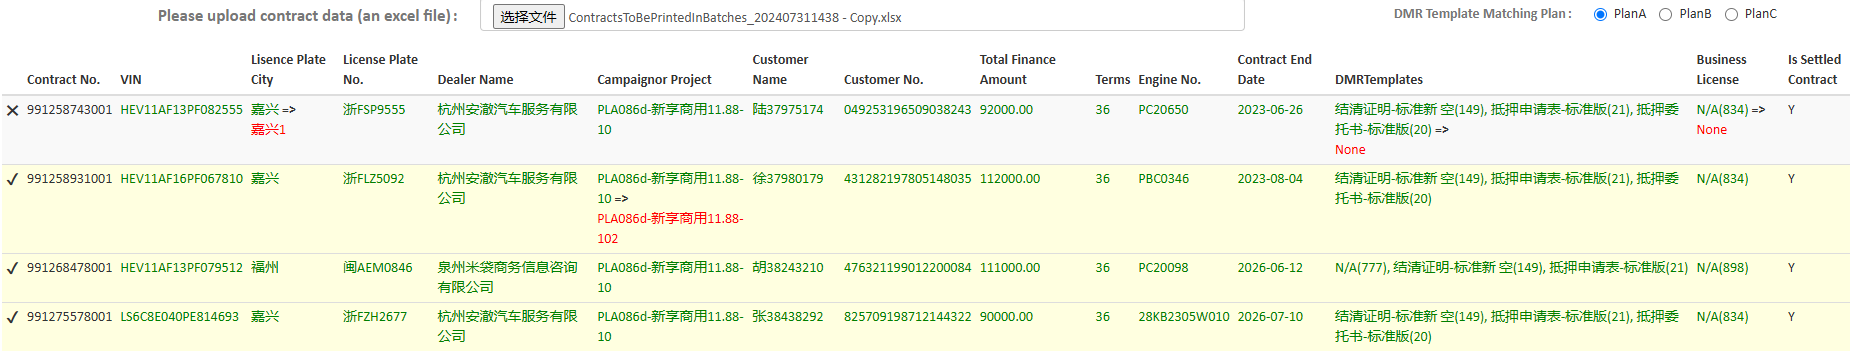 Please upload contract data (an excel file) : 选择文件 ContractsToBePrintedInBatches_202407311438 - Copy.xlsx DMR Template Matching Plan : PlanA PlanB PlanC
Contract No. VIN Lisence Plate City License Plate No. Dealer Name Campaignor Project Customer Name Customer No. Total Finance Amount Terms Engine No. Contract End Date DMRTemplates Business License Is Settled Contract
991258743001 HEV11AF13PF082555 嘉兴 => 浙FSP9555 杭州安澈汽车服务有限 PLA086d-新享商用11.88- 陆37975174 049253196509038243 92000.00 36 PC20650 2023-06-26 结清证明-标准新 空(149), 抵押申请表-标准版(21), 抵押委 N/A(834) => Y
嘉兴1 公司 10 托书-标准版(20) => None
None
991258931001 HEV11AF16PF067810 嘉兴 浙FLZ5092 杭州安澈汽车服务有限 PLA086d-新享商用11.88- 徐37980179 431282197805148035 112000.00 36 PBC0346 2023-08-04 结清证明-标准新 空(149), 抵押申请表-标准版(21), 抵押委 N/A(834) Y
公司 10 => 托书-标准版(20)
PLA086d-新享商用11.88-
102
991268478001 HEV11AF13PF079512 福州 闽AEM0846 泉州米袋商务信息咨询 PLA086d-新享商用11.88- 胡38243210 476321199012200084 111000.00 36 PC20098 2026-06-12 N/A(777), 结清证明-标准新 空(149), 抵押申请表-标准版(21) N/A(898) Y
有限公司 10
991275578001 LS6C8E040PE814693 嘉兴 浙FZH2677 杭州安澈汽车服务有限 PLA086d-新享商用11.88- 张38438292 825709198712144322 90000.00 36 28KB2305W010 2026-07-10 结清证明-标准新 空(149), 抵押申请表-标准版(21), 抵押委 N/A(834) Y
公司 10 托书-标准版(20)